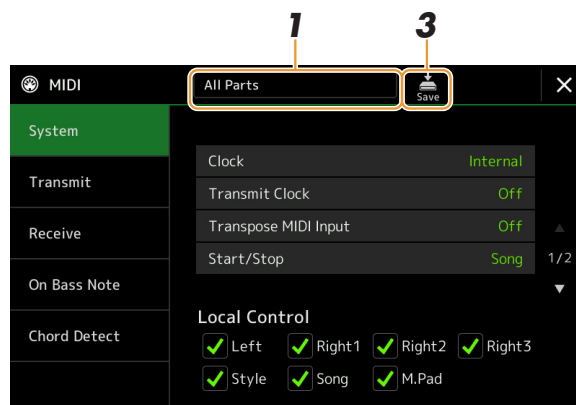 1 3
MIDI
All Parts
Save
System
Transmit
Receive
On Bass Note
Chord Detect
Clock Internal
Transmit Clock Off
Transpose MIDI Input Off
Start/Stop Song
1/2
Local Control
Left Right1 Right2 Right3
Style Song M.Pad